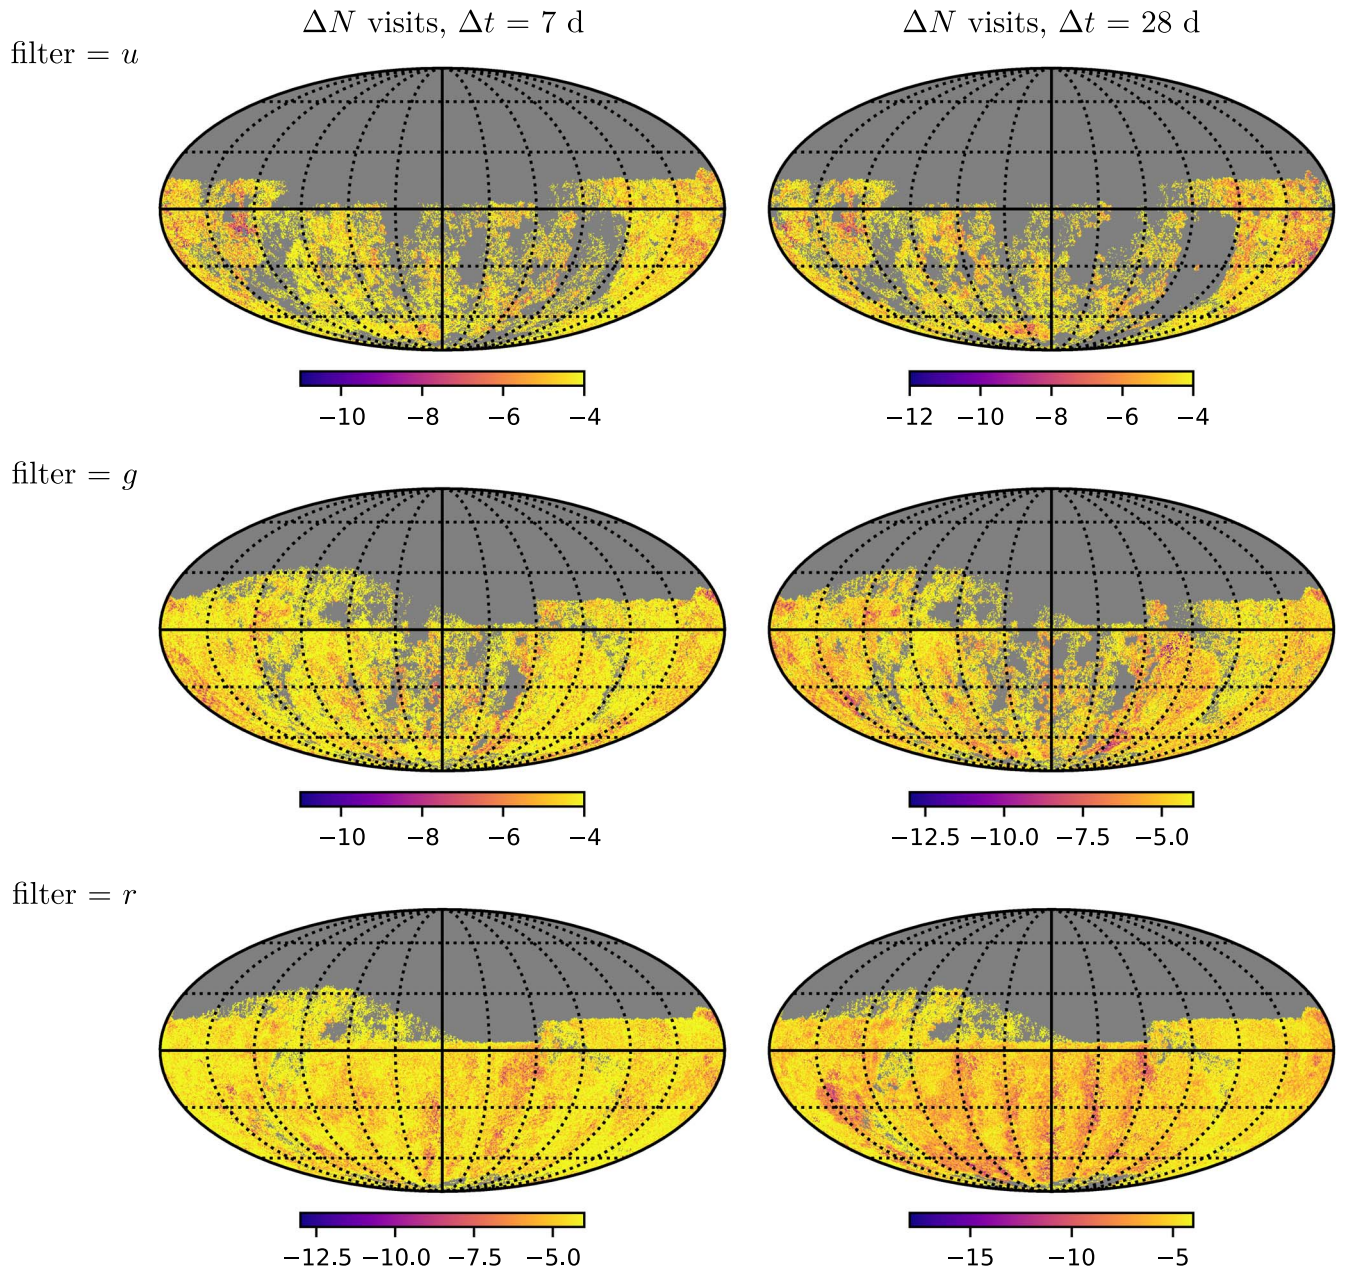 ΔN visits, Δt = 7 d
ΔN visits, Δt = 28 d
filter = u
−10 −8 −6 −4
−12 −10 −8 −6 −4
filter = g
−10 −8 −6 −4
−12.5 −10.0 −7.5 −5.0
filter = r
−12.5 −10.0 −7.5 −5.0
−15 −10 −5